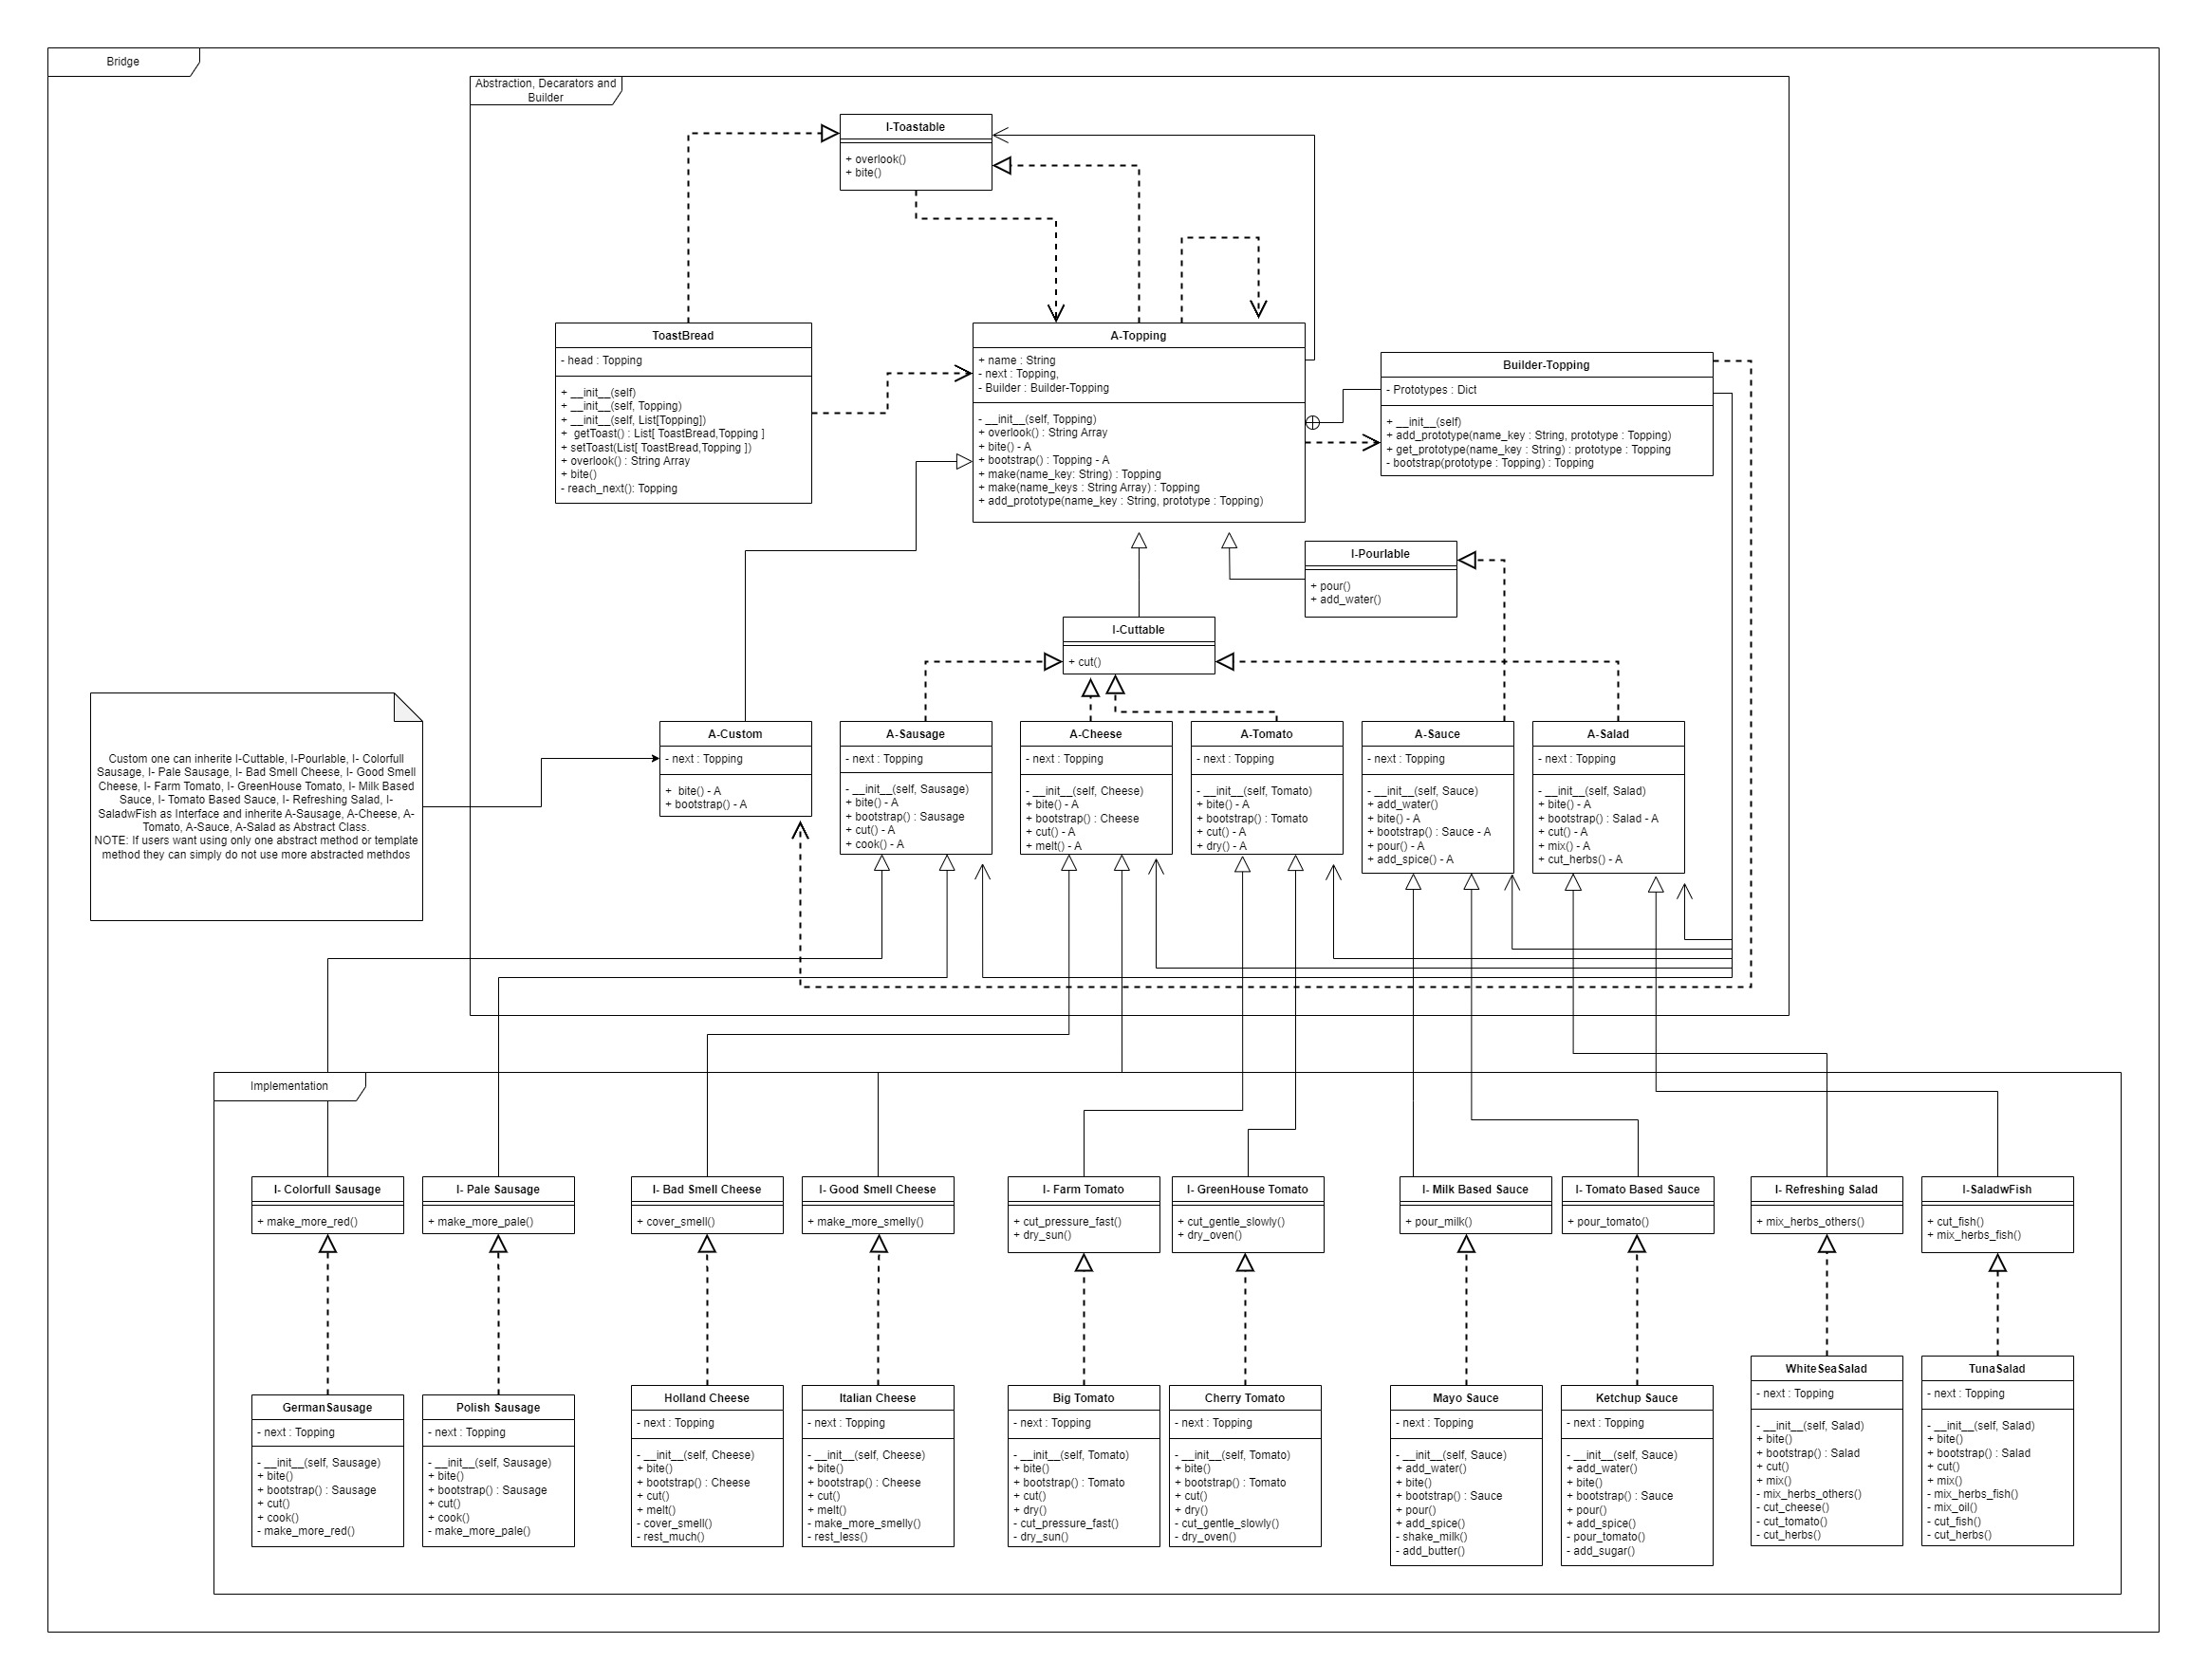 Bridge
Abstraction, Decarators and
Builder
I-Toastable
+ overlook()
+ bite()
ToastBread
- head : Topping
+ __init__(self)
+ __init__(self, Topping)
+ __init__(self, List[Topping])
+ getToast() : List[ ToastBread,Topping ]
+ setToast(List[ ToastBread,Topping ])
+ overlook() : String Array
+ bite()
- reach_next(): Topping
A-Topping
+ name : String
- next : Topping,
- Builder : Builder-Topping
- __init__(self, Topping)
+ overlook() : String Array
+ bite() - A
+ bootstrap() : Topping - A
+ make(name_key: String) : Topping
+ make(name_keys : String Array) : Topping
+ add_prototype(name_key : String, prototype : Topping)
Builder-Topping
- Prototypes : Dict
+ __init__(self)
+ add_prototype(name_key : String, prototype : Topping)
+ get_prototype(name_key : String) : prototype : Topping
- bootstrap(prototype : Topping) : Topping
I-Pourlable
+ pour()
+ add_water()
I-Cuttable
+ cut()
Custom one can inherite I-Cuttable, I-Pourlable, I- Colorfull
Sausage, I- Pale Sausage, I- Bad Smell Cheese, I- Good Smell
Cheese, I- Farm Tomato, I- GreenHouse Tomato, I- Milk Based
Sauce, I- Tomato Based Sauce, I- Refreshing Salad, I-
SaladwFish as Interface and inherite A-Sausage, A-Cheese, A-
Tomato, A-Sauce, A-Salad as Abstract Class.
NOTE: If users want using only one abstract method or template
method they can simply do not use more abstracted methdos
A-Custom
- next : Topping
+ bite() - A
+ bootstrap() - A
A-Sausage
- next : Topping
- __init__(self, Sausage)
+ bite() - A
+ bootstrap() : Sausage
+ cut() - A
+ cook() - A
A-Cheese
- next : Topping
- __init__(self, Cheese)
+ bite() - A
+ bootstrap() : Cheese
+ cut() - A
+ melt() - A
A-Tomato
- next : Topping
- __init__(self, Tomato)
+ bite() - A
+ bootstrap() : Tomato
+ cut() - A
+ dry() - A
A-Sauce
- next : Topping
- __init__(self, Sauce)
+ add_water()
+ bite() - A
+ bootstrap() : Sauce - A
+ pour() - A
+ add_spice() - A
A-Salad
- next : Topping
- __init__(self, Salad)
+ bite() - A
+ bootstrap() : Salad - A
+ cut() - A
+ mix() - A
+ cut_herbs() - A
Implementation
I- Colorfull Sausage
+ make_more_red()
I- Pale Sausage
+ make_more_pale()
I- Bad Smell Cheese
+ cover_smell()
I- Good Smell Cheese
+ make_more_smelly()
I- Farm Tomato
+ cut_pressure_fast()
+ dry_sun()
I- GreenHouse Tomato
+ cut_gentle_slowly()
+ dry_oven()
I- Milk Based Sauce
+ pour_milk()
I- Tomato Based Sauce
+ pour_tomato()
I- Refreshing Salad
+ mix_herbs_others()
I-SaladwFish
+ cut_fish()
+ mix_herbs_fish()
GermanSausage
- next : Topping
- __init__(self, Sausage)
+ bite()
+ bootstrap() : Sausage
+ cut()
+ cook()
- make_more_red()
Polish Sausage
- next : Topping
- __init__(self, Sausage)
+ bite()
+ bootstrap() : Sausage
+ cut()
+ cook()
- make_more_pale()
Holland Cheese
- next : Topping
- __init__(self, Cheese)
+ bite()
+ bootstrap() : Cheese
+ cut()
+ melt()
- cover_smell()
- rest_much()
Italian Cheese
- next : Topping
- __init__(self, Cheese)
+ bite()
+ bootstrap() : Cheese
+ cut()
+ melt()
- make_more_smelly()
- rest_less()
Big Tomato
- next : Topping
- __init__(self, Tomato)
+ bite()
+ bootstrap() : Tomato
+ cut()
+ dry()
- cut_pressure_fast()
- dry_sun()
Cherry Tomato
- next : Topping
- __init__(self, Tomato)
+ bite()
+ bootstrap() : Tomato
+ cut()
+ dry()
- cut_gentle_slowly()
- dry_oven()
Mayo Sauce
- next : Topping
- __init__(self, Sauce)
+ add_water()
+ bite()
+ bootstrap() : Sauce
+ pour()
+ add_spice()
- shake_milk()
- add_butter()
Ketchup Sauce
- next : Topping
- __init__(self, Sauce)
+ add_water()
+ bite()
+ bootstrap() : Sauce
+ pour()
+ add_spice()
- pour_tomato()
- add_sugar()
WhiteSeaSalad
- next : Topping
- __init__(self, Salad)
+ bite()
+ bootstrap() : Salad
+ cut()
+ mix()
- mix_herbs_others()
- cut_cheese()
- cut_tomato()
- cut_herbs()
TunaSalad
- next : Topping
- __init__(self, Salad)
+ bite()
+ bootstrap() : Salad
+ cut()
+ mix()
- mix_herbs_fish()
- mix_oil()
- cut_fish()
- cut_herbs()